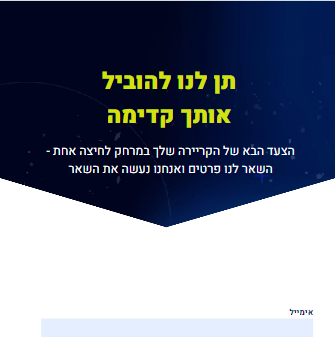 תן לנו להוביל
אותך קדימה
הצעד הבא של הקריירה שלך במרחק לחיצה אחת -
השאר לנו פרטים ואנחנו נעשה את השאר
אימייל